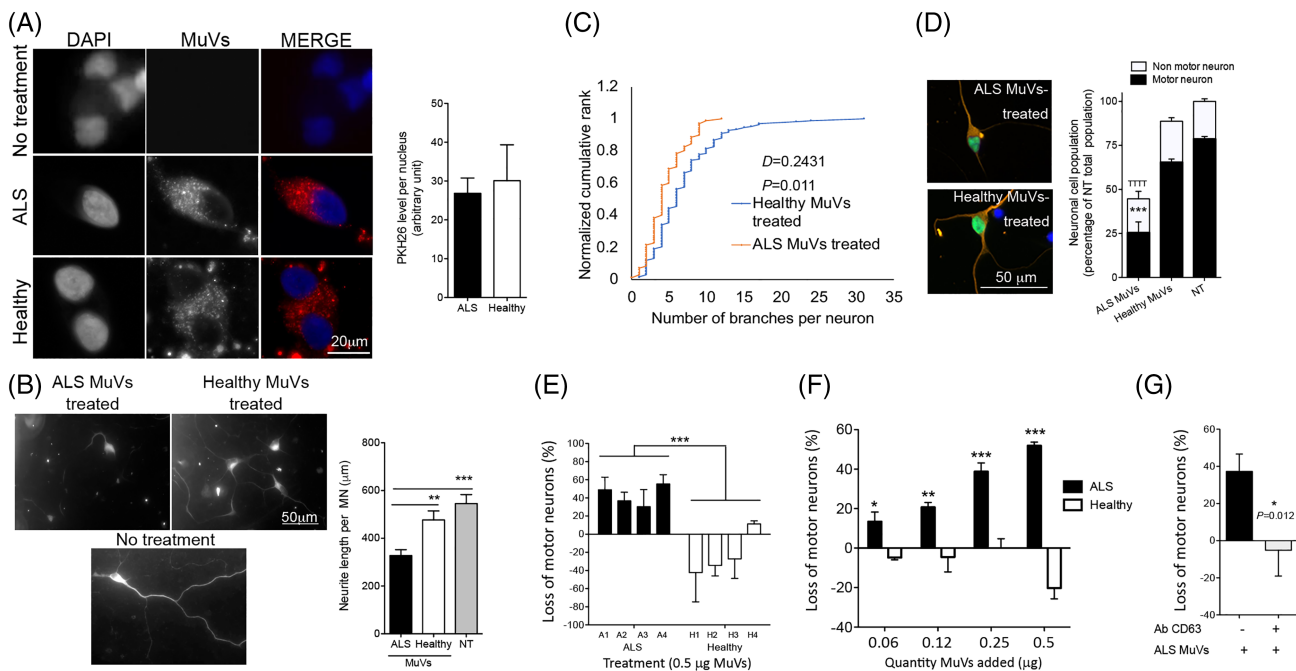 (A)
DAPI MuVs MERGE
No treatment
ALS
Healthy
20μm
PKH26 level per nucleus
(arbitrary unit)
50
40
30
20
10
0
ALS Healthy
(B)
ALS MuVs
treated
Healthy MuVs
treated
50μm
No treatment
Neurite length per MN (μm)
800
600
400
200
0
**
***
ALS Healthy NT
MuVs
(C)
Normalized cumulative rank
1.2
1
0.8
0.6
0.4
0.2
0
D=0.2431
P=0.011
Healthy MuVs
treated
ALS MuVs treated
0 5 10 15 20 25 30 35
Number of branches per neuron
(D)
ALS MuVs-
treated
Healthy MuVs-
treated
50 μm
Non motor neuron
Motor neuron
Neuronal cell population
(percentage of NT total population)
100
75
50
25
0
TTTT
***
ALS MuVs
Healthy MuVs
NT
(E)
Loss of motor neurons (%)
100
80
60
40
20
0
-20
-40
-60
-80
-100
***
A1 A2 A3 A4 H1 H2 H3 H4
ALS Healthy
Treatment (0.5 μg MuVs)
(F)
Loss of motor neurons (%)
60
40
20
0
-20
-40
*
**
***
***
ALS
Healthy
0.06 0.12 0.25 0.5
Quantity MuVs added (μg)
(G)
Loss of motor neurons (%)
60
40
20
0
-20
-40
*
P=0.012
Ab CD63 - +
ALS MuVs + +